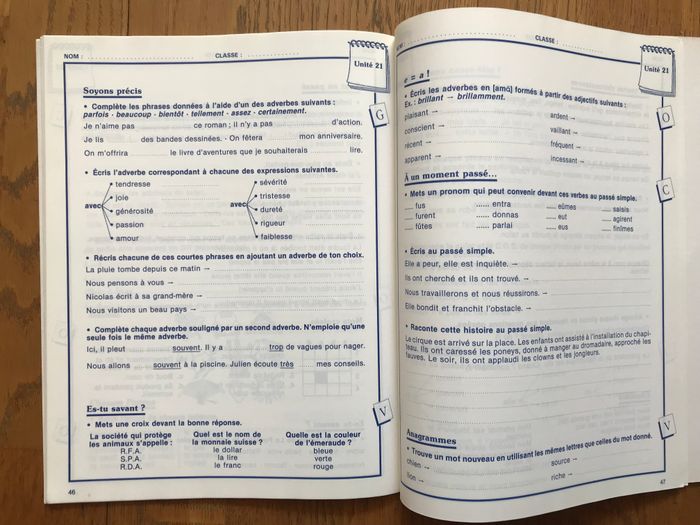 NOM : CLASSE :
Unité 21
Soyons précis
• Complète les phrases données à l'aide d'un des adverbes suivants :
parfois - beaucoup - bientôt - tellement - assez - certainement.
G
Je n'aime pas ce roman ; il n'y a pas d'action.
Je lis des bandes dessinées. - On fêtera mon anniversaire.
On m'offrira le livre d'aventures que je souhaiterais lire.
• Écris l'adverbe correspondant à chacune des expressions suivantes.
avec
tendresse
joie
générosité
passion
amour
avec
sévérité
tristesse
dureté
rigueur
faiblesse
• Récris chacune de ces courtes phrases en ajoutant un adverbe de ton choix.
La pluie tombe depuis ce matin →
Nous pensons à vous →
Nicolas écrit à sa grand-mère →
Nous visitons un beau pays →
• Complète chaque adverbe souligné par un second adverbe. N'emploie qu'une
seule fois le même adverbe.
Ici, il pleut souvent. Il y a trop de vagues pour nager.
Nous allons souvent à la piscine. Julien écoute très mes conseils.
Es-tu savant ?
V
• Mets une croix devant la bonne réponse.
La société qui protège Quel est le nom de Quelle est la couleur
les animaux s'appelle : la monnaie suisse ? de l'émeraude ?
R.F.A. le dollar bleue
S.P.A. la lire verte
R.D.A. le franc rouge
46
NOM : CLASSE :
Unité 21
e = a !
• Écris les adverbes en [amã] formés à partir des adjectifs suivants :
Ex. : brillant → brillamment.
O
plaisant → ardent →
conscient → vaillant →
récent → fréquent →
apparent → incessant →
À un moment passé...
C
• Mets un pronom qui peut convenir devant ces verbes au passé simple.
fus entra eûmes saisis
furent donnas eut agirent
fûtes parlai eus finîmes
• Écris au passé simple.
Elle a peur, elle est inquiète. →
Ils ont cherché et ils ont trouvé. →
Nous travaillerons et nous réussirons. →
Elle bondit et franchit l'obstacle. →
• Raconte cette histoire au passé simple.
Le cirque est arrivé sur la place. Les enfants ont assisté à l'installation du chapi-
teau. Ils ont caressé les poneys, donné à manger au dromadaire, approché les
fauves. Le soir, ils ont applaudi les clowns et les jongleurs.
Anagrammes
V
• Trouve un mot nouveau en utilisant les mêmes lettres que celles du mot donné.
chien → source →
lion → riche →
47